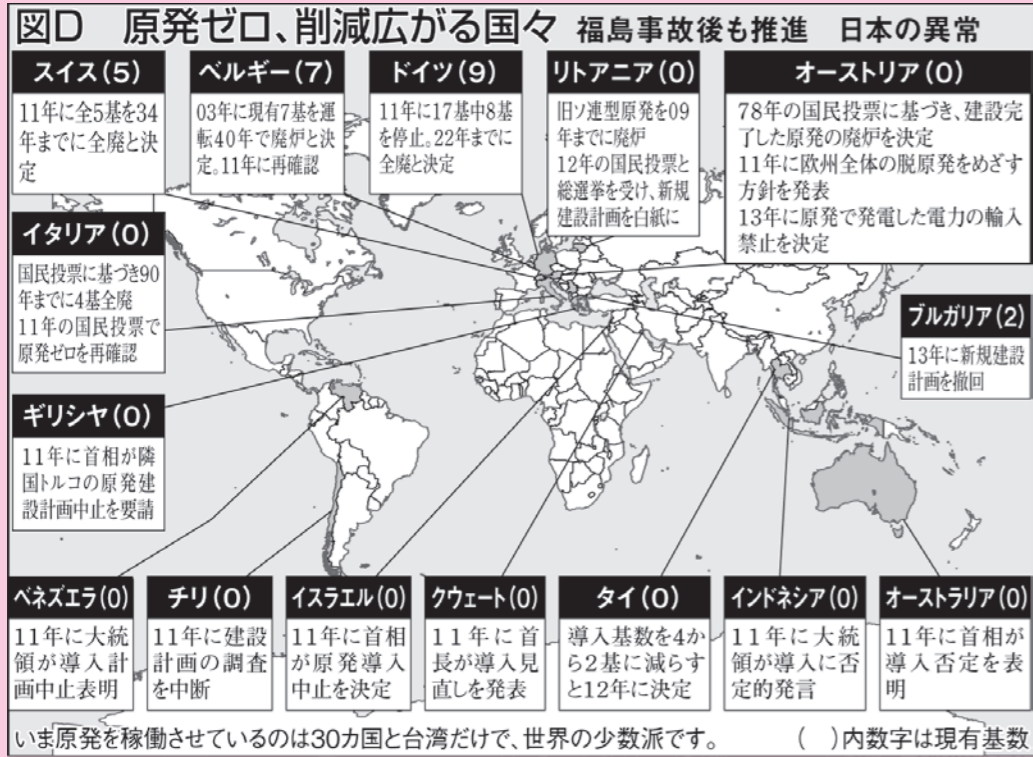 図D 原発ゼロ、削減広がる国々 福島事故後も推進 日本の異常
スイス(5)
11年に全5基を34
年までに全廃と決
定
ベルギー(7)
03年に現有7基を運
転40年で廃炉と決
定。11年に再確認
ドイツ(9)
11年に17基中8基
を停止。22年までに
全廃と決定
リトアニア(0)
旧ソ連型原発を09
年までに廃炉
12年の国民投票と
総選挙を受け、新規
建設計画を白紙に
オーストリア(0)
78年の国民投票に基づき、建設完
了した原発の廃炉を決定
11年に欧州全体の脱原発をめざす
方針を発表
13年に原発で発電した電力の輸入
禁止を決定
イタリア(0)
国民投票に基づき90
年までに4基全廃
11年の国民投票で
原発ゼロを再確認
ブルガリア(2)
13年に新規建設
計画を撤回
ギリシヤ(0)
11年に首相が隣
国トルコの原発建
設計画中止を要請
ベネズエラ(0)
11年に大統
領が導入計
画中止表明
チリ(0)
11年に建設
計画の調査
を中断
イスラエル(0)
11年に首相
が原発導入
中止を決定
クウェート(0)
11年に首
長が導入見
直しを発表
タイ(0)
導入基数を4か
ら2基に減らす
と12年に決定
インドネシア(0)
11年に大統
領が導入に否
定的発言
オーストラリア(0)
11年に首相が
導入否定を表
明
いま原発を稼働させているのは30カ国と台湾だけで、世界の少数派です。 ( )内数字は現有基数